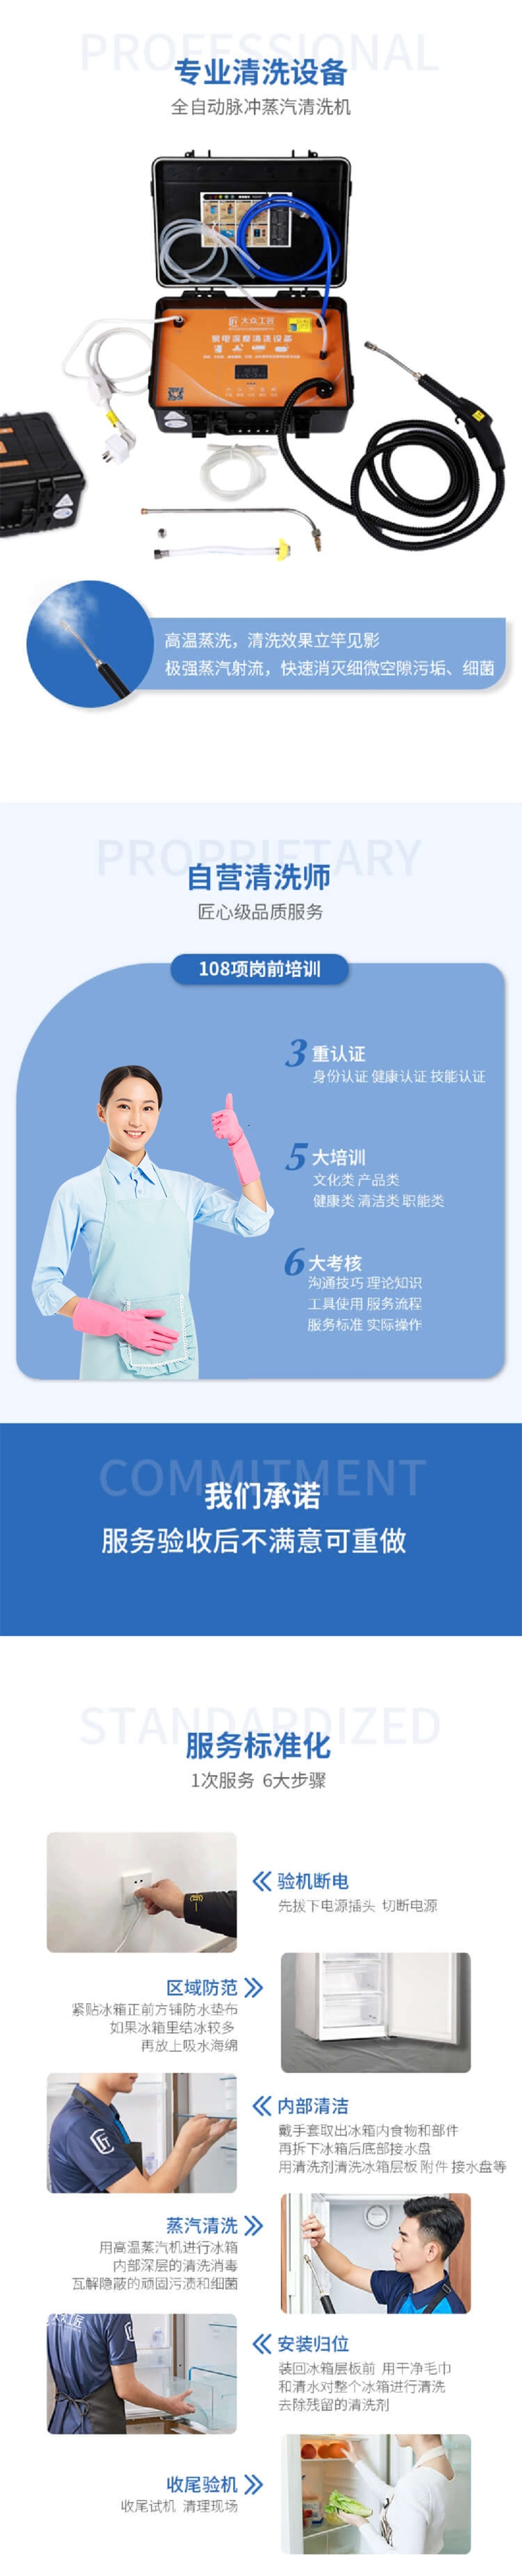 PROFESSIONAL
专业清洗设备
全自动脉冲蒸汽清洗机
大众工匠
家电深度清洗设备
高温蒸洗，清洗效果立竿见影
极强蒸汽射流，快速消灭细微空隙污垢、细菌
PROPRIETARY
自营清洗师
匠心级品质服务
108项岗前培训
3重认证
身份认证 健康认证 技能认证
5大培训
文化类 产品类
健康类 清洁类 职能类
6大考核
沟通技巧 理论知识
工具使用 服务流程
服务标准 实际操作
COMMITMENT
我们承诺
服务验收后不满意可重做
STANDARDIZED
服务标准化
1次服务 6大步骤
验机断电
先拔下电源插头 切断电源
区域防范
紧贴冰箱正前方铺防水垫布
如果冰箱里结冰较多
再放上吸水海绵
内部清洁
戴手套取出冰箱内食物和部件
再拆下冰箱后底部接水盘
用清洗剂清洗冰箱层板 附件 接水盘等
蒸汽清洗
用高温蒸汽机进行冰箱
内部深层的清洗消毒
瓦解隐蔽的顽固污渍和细菌
安装归位
装回冰箱层板前 用干净毛巾
和清水对整个冰箱进行清洗
去除残留的清洗剂
收尾验机
收尾试机 清理现场